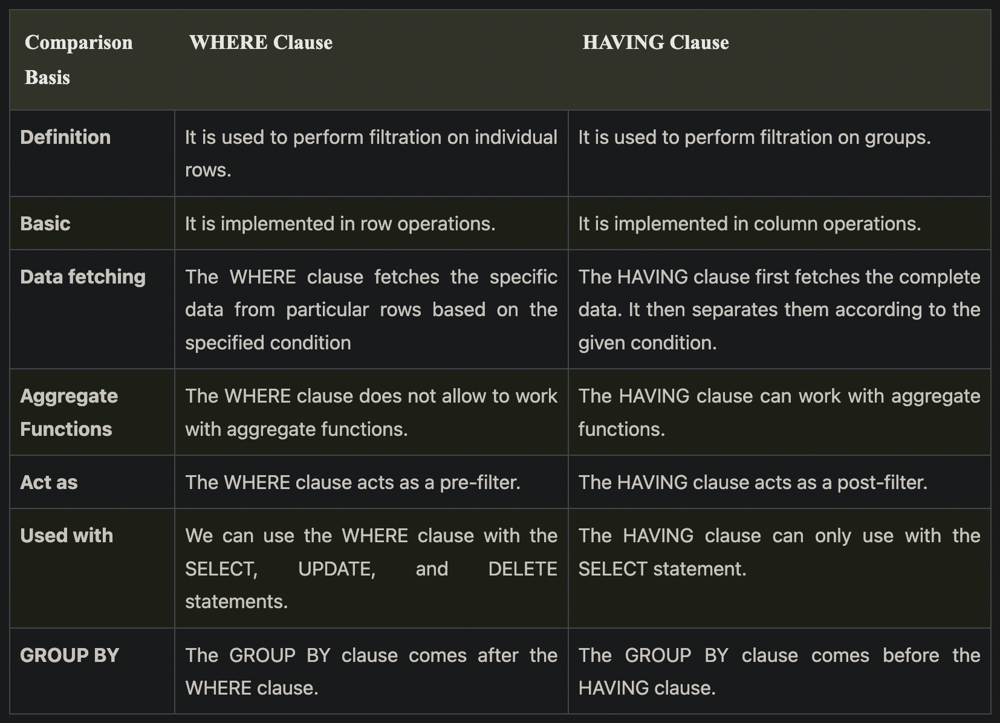 Comparison
Basis
WHERE Clause
HAVING Clause
Definition
It is used to perform filtration on individual
rows.
It is used to perform filtration on groups.
Basic
It is implemented in row operations.
It is implemented in column operations.
Data fetching
The WHERE clause fetches the specific
data from particular rows based on the
specified condition
The HAVING clause first fetches the complete
data. It then separates them according to the
given condition.
Aggregate
Functions
The WHERE clause does not allow to work
with aggregate functions.
The HAVING clause can work with aggregate
functions.
Act as
The WHERE clause acts as a pre-filter.
The HAVING clause acts as a post-filter.
Used with
We can use the WHERE clause with the
SELECT, UPDATE, and DELETE
statements.
The HAVING clause can only use with the
SELECT statement.
GROUP BY
The GROUP BY clause comes after the
WHERE clause.
The GROUP BY clause comes before the
HAVING clause.